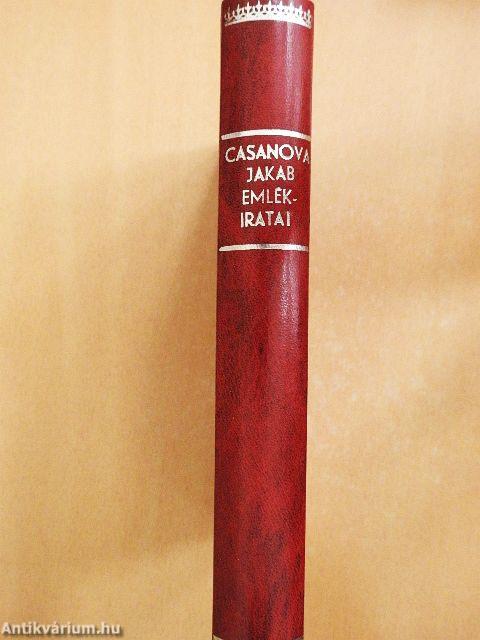 CASANOVA
JAKAB
EMLÉK-
IRATAI
Antikvárium.hu